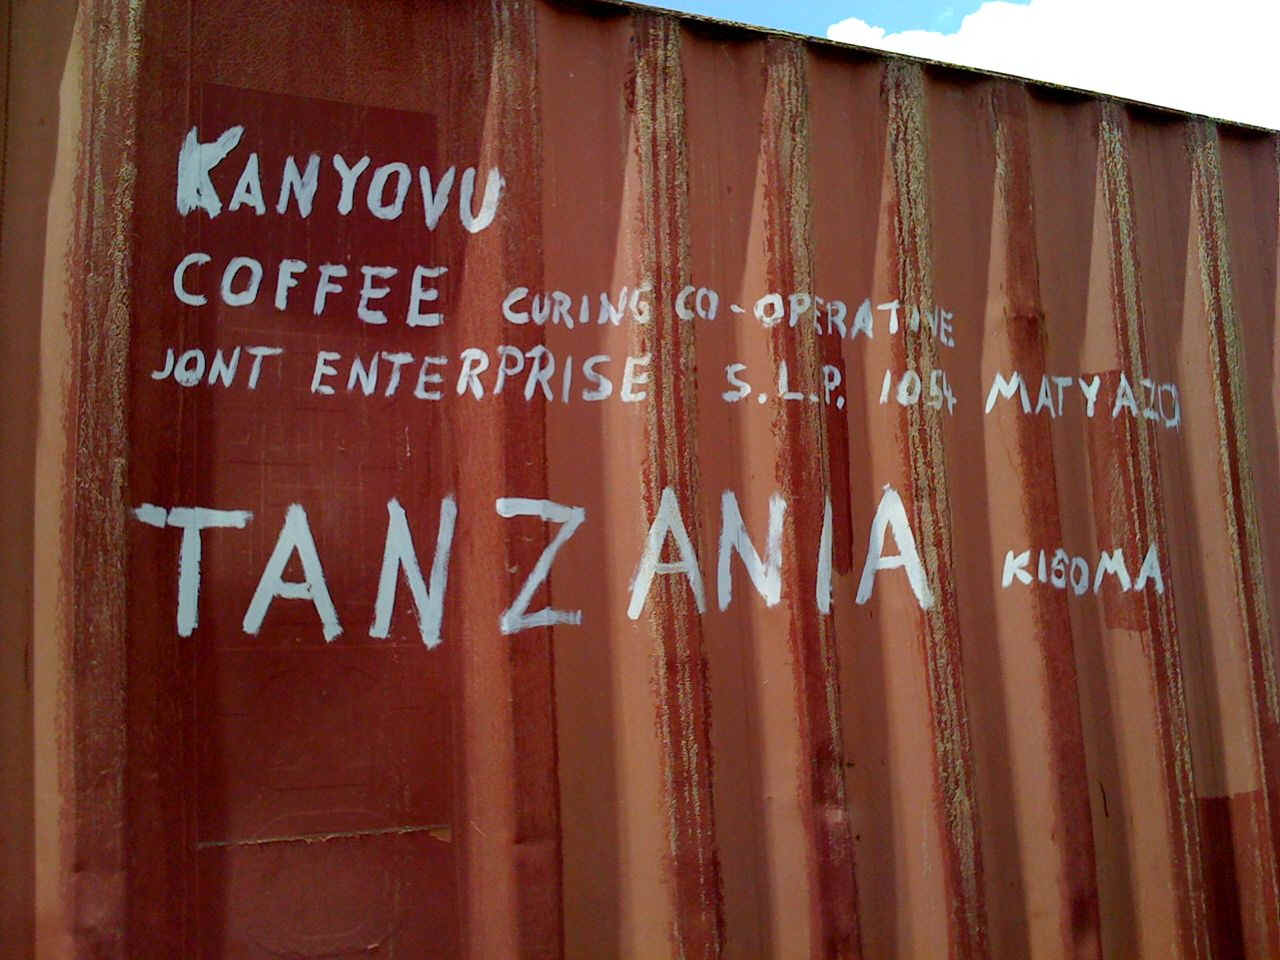 KANYOVU
COFFEE CURING CO-OPERATIVE
JONT ENTERPRISE S.L.P. 1054 MATYAZO
TANZANIA KIGOMA